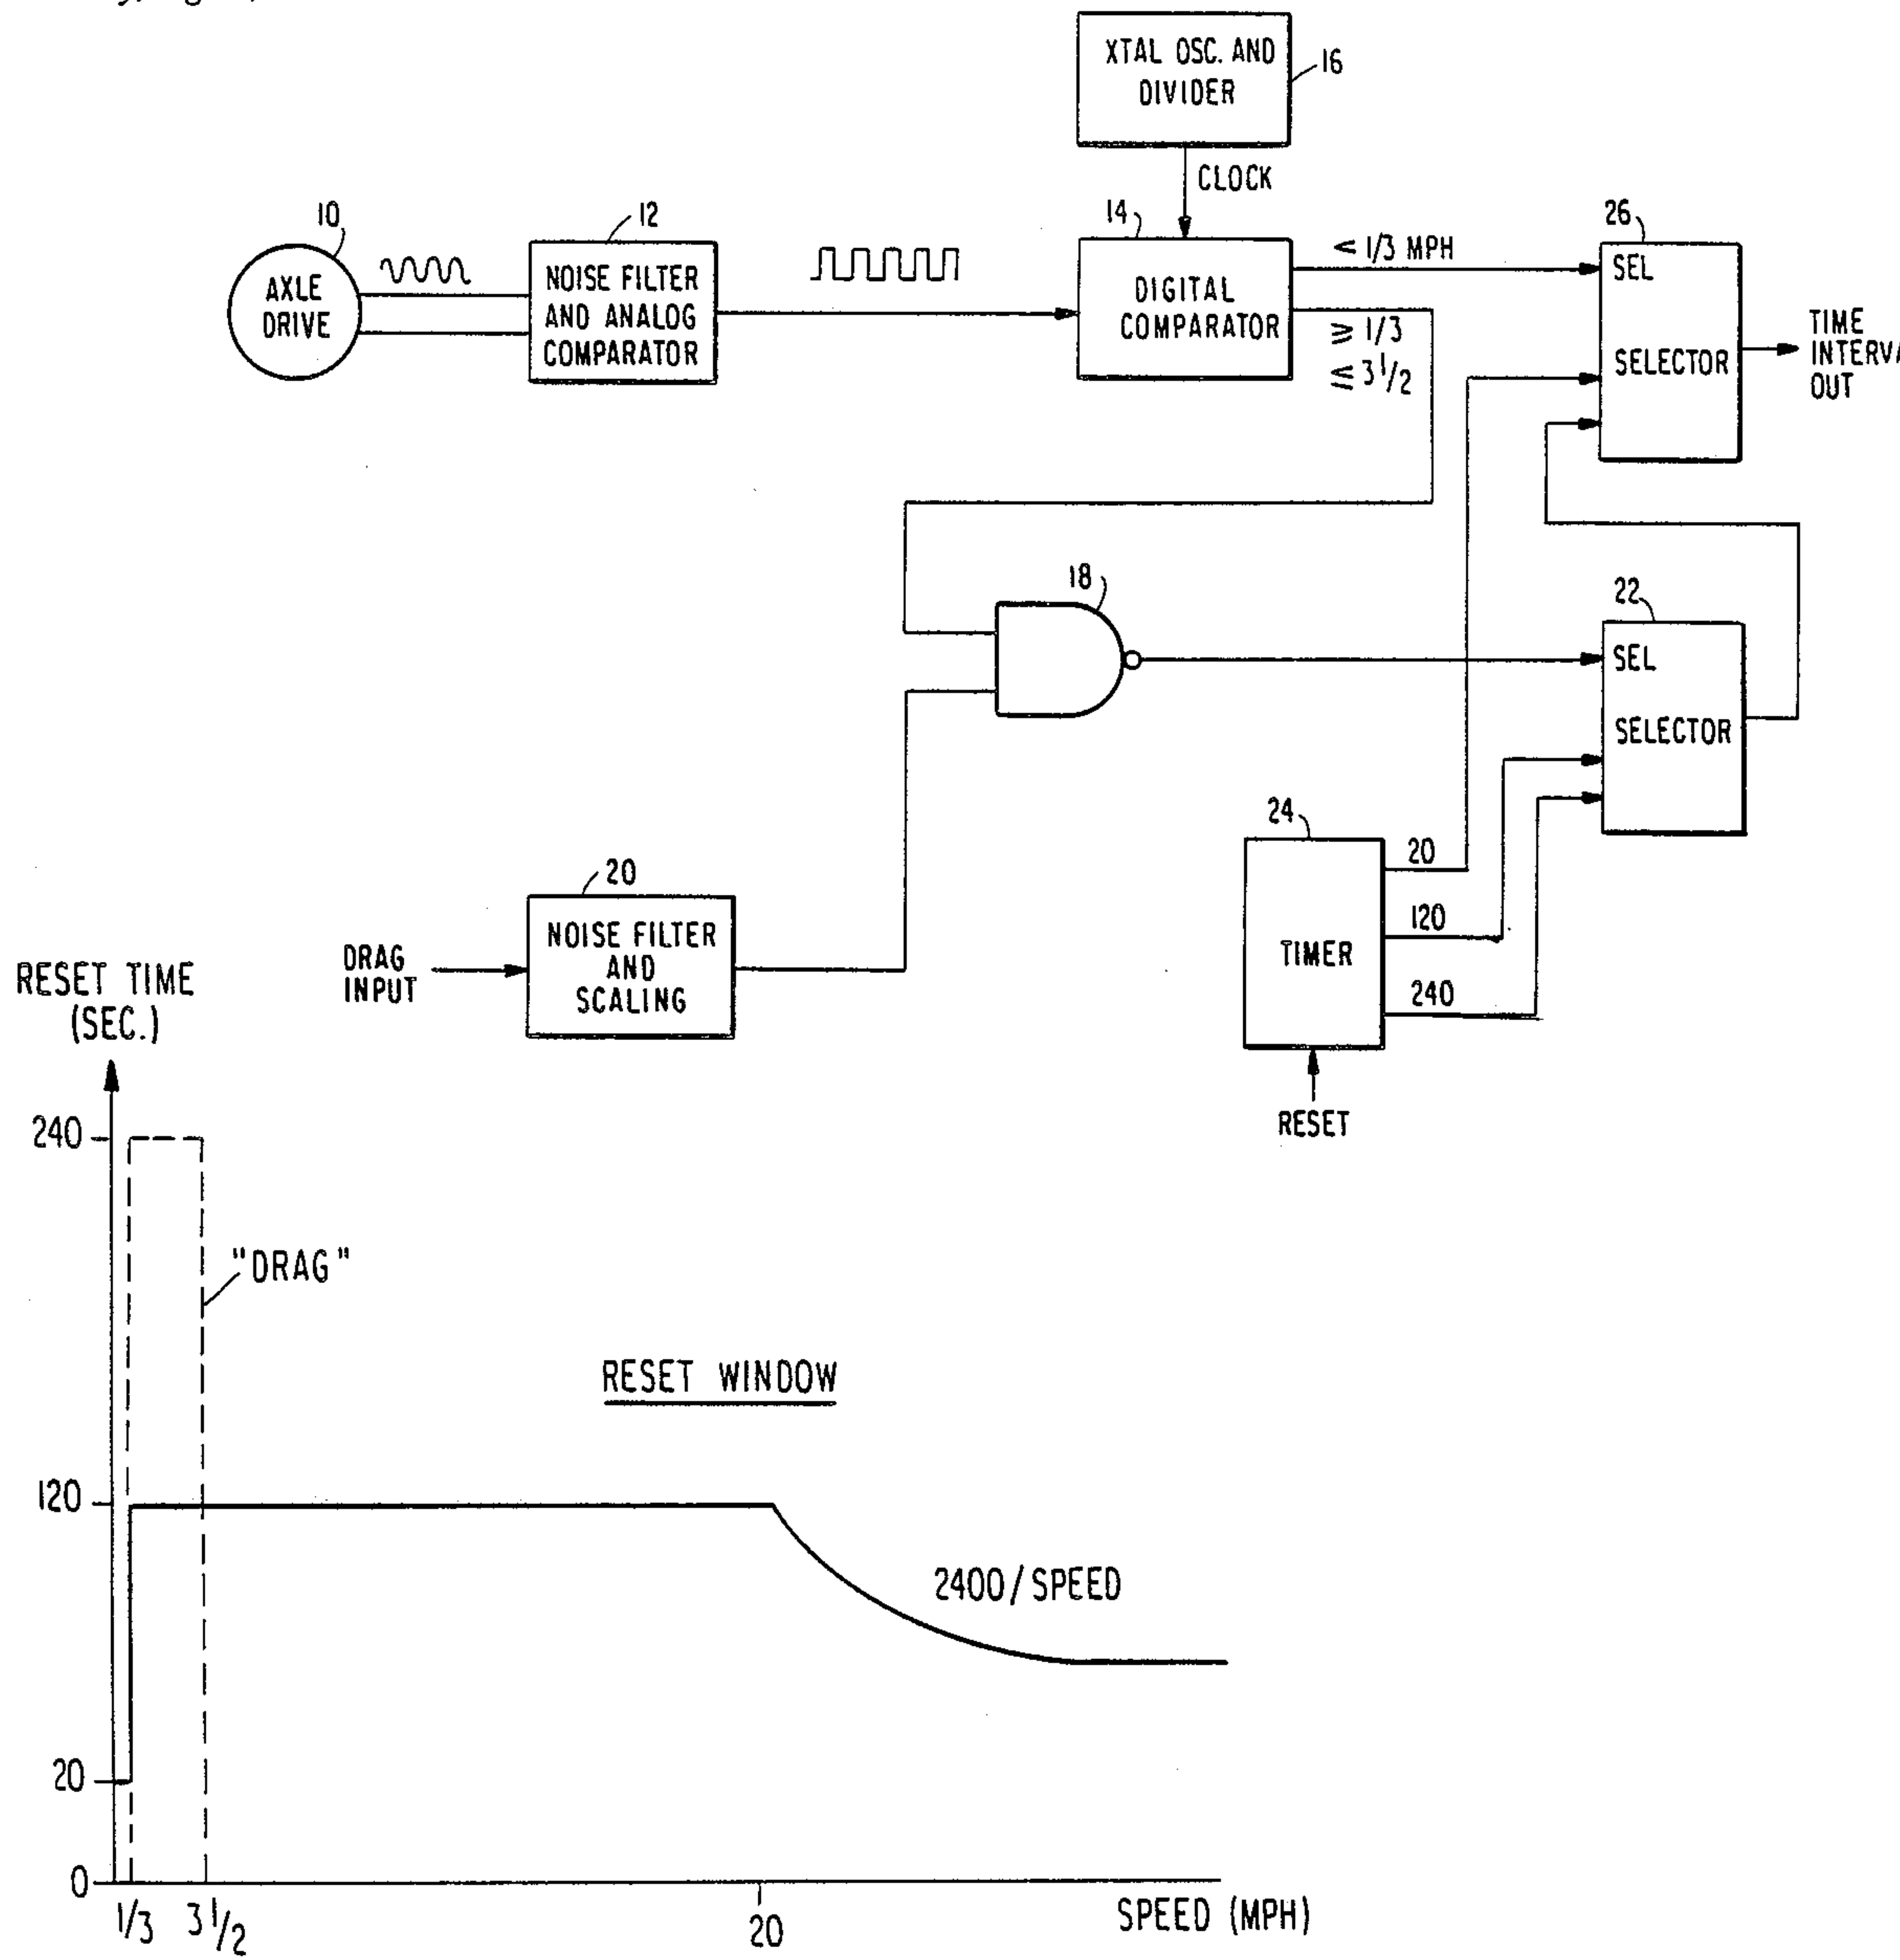 XTAL OSC. AND
DIVIDER
16
CLOCK
10
AXLE
DRIVE
12
NOISE FILTER
AND ANALOG
COMPARATOR
14
DIGITAL
COMPARATOR
< 1/3 MPH
≥ 1/3
≤ 3 1/2
26
SEL
SELECTOR
TIME
INTERVA
OUT
18
22
SEL
SELECTOR
24
TIMER
20
120
240
RESET
20
NOISE FILTER
AND
SCALING
DRAG
INPUT
RESET TIME
(SEC.)
240
"DRAG"
RESET WINDOW
120
2400/SPEED
20
0
1/3
3 1/2
20
SPEED (MPH)